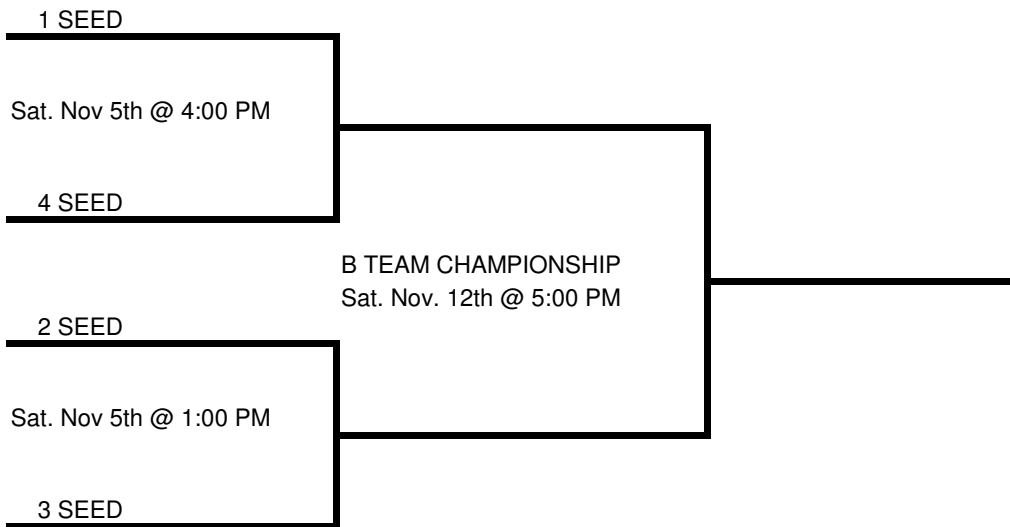 1 SEED
Sat. Nov 5th @ 4:00 PM
4 SEED
B TEAM CHAMPIONSHIP
Sat. Nov. 12th @ 5:00 PM
2 SEED
Sat. Nov 5th @ 1:00 PM
3 SEED